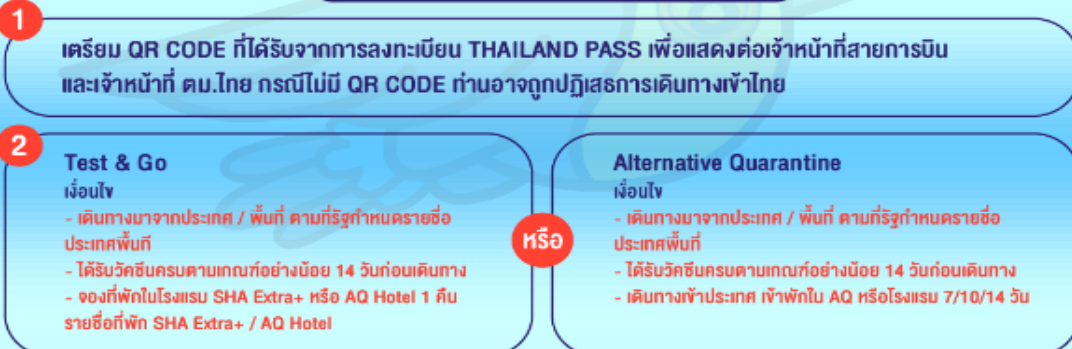 1
เตรียม QR CODE ที่ได้รับจากการลงทะเบียน THAILAND PASS เพื่อแสดงต่อเจ้าหน้าที่สายการบิน
และเจ้าหน้าที่ ตม.ไทย กรณีไม่มี QR CODE ท่านอาจถูกปฏิเสธการเดินทางเข้าไทย
2
Test & Go
เงื่อนไข
- เดินทางมาจากประเทศ / พื้นที่ ตามที่รัฐกำหนดรายชื่อ
ประเทศพื้นที
- ได้รับวัคซีนครบตามเกณฑ์อย่างน้อย 14 วันก่อนเดินทาง
- จองที่พักในโรงแรม SHA Extra+ หรือ AQ Hotel 1 คืน
รายชื่อที่พัก SHA Extra+ / AQ Hotel
หรือ
Alternative Quarantine
เงื่อนไข
- เดินทางมาจากประเทศ / พื้นที่ ตามที่รัฐกำหนดรายชื่อ
ประเทศพื้นที่
- ได้รับวัคซีนครบตามเกณฑ์อย่างน้อย 14 วันก่อนเดินทาง
- เดินทางเข้าประเทศ เข้าพักใน AQ หรือโรงแรม 7/10/14 วัน